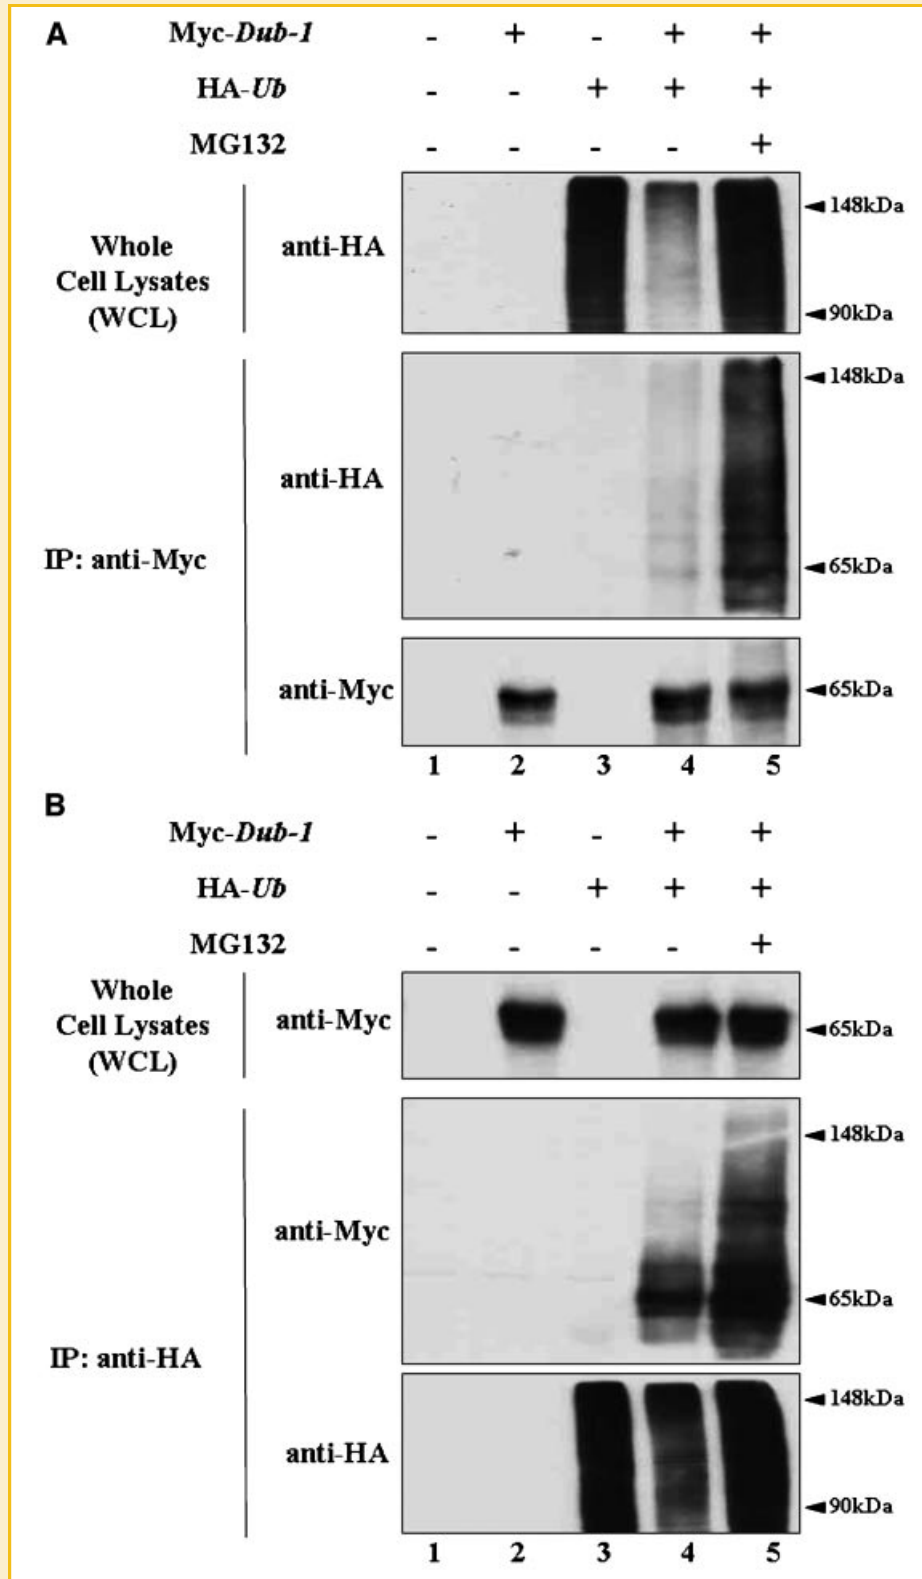 A
Myc-Dub-1 - + - + +
HA-Ub - - + + +
MG132 - - - - +
Whole
Cell Lysates
(WCL)
anti-HA
148kDa
90kDa
IP: anti-Myc
anti-HA
148kDa
65kDa
anti-Myc
65kDa
1 2 3 4 5
B
Myc-Dub-1 - + - + +
HA-Ub - - + + +
MG132 - - - - +
Whole
Cell Lysates
(WCL)
anti-Myc
65kDa
IP: anti-HA
anti-Myc
148kDa
65kDa
anti-HA
148kDa
90kDa
1 2 3 4 5